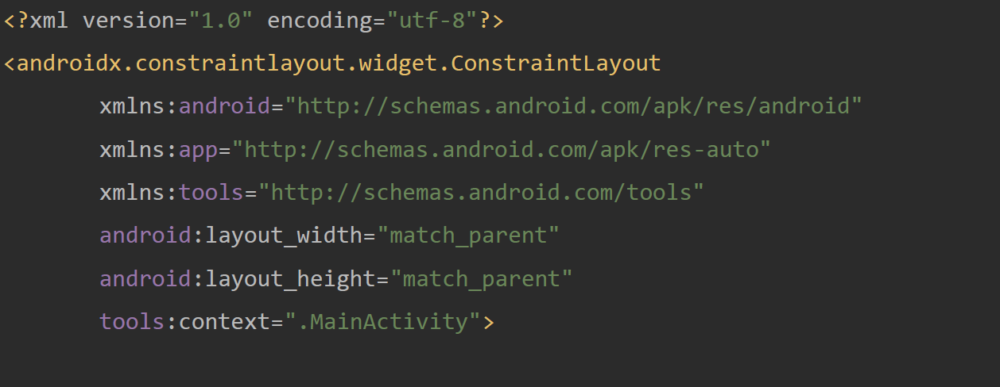 <?xml version="1.0" encoding="utf-8"?>
<androidx.constraintlayout.widget.ConstraintLayout
xmlns:android="http://schemas.android.com/apk/res/android"
xmlns:app="http://schemas.android.com/apk/res-auto"
xmlns:tools="http://schemas.android.com/tools"
android:layout_width="match_parent"
android:layout_height="match_parent"
tools:context=".MainActivity">